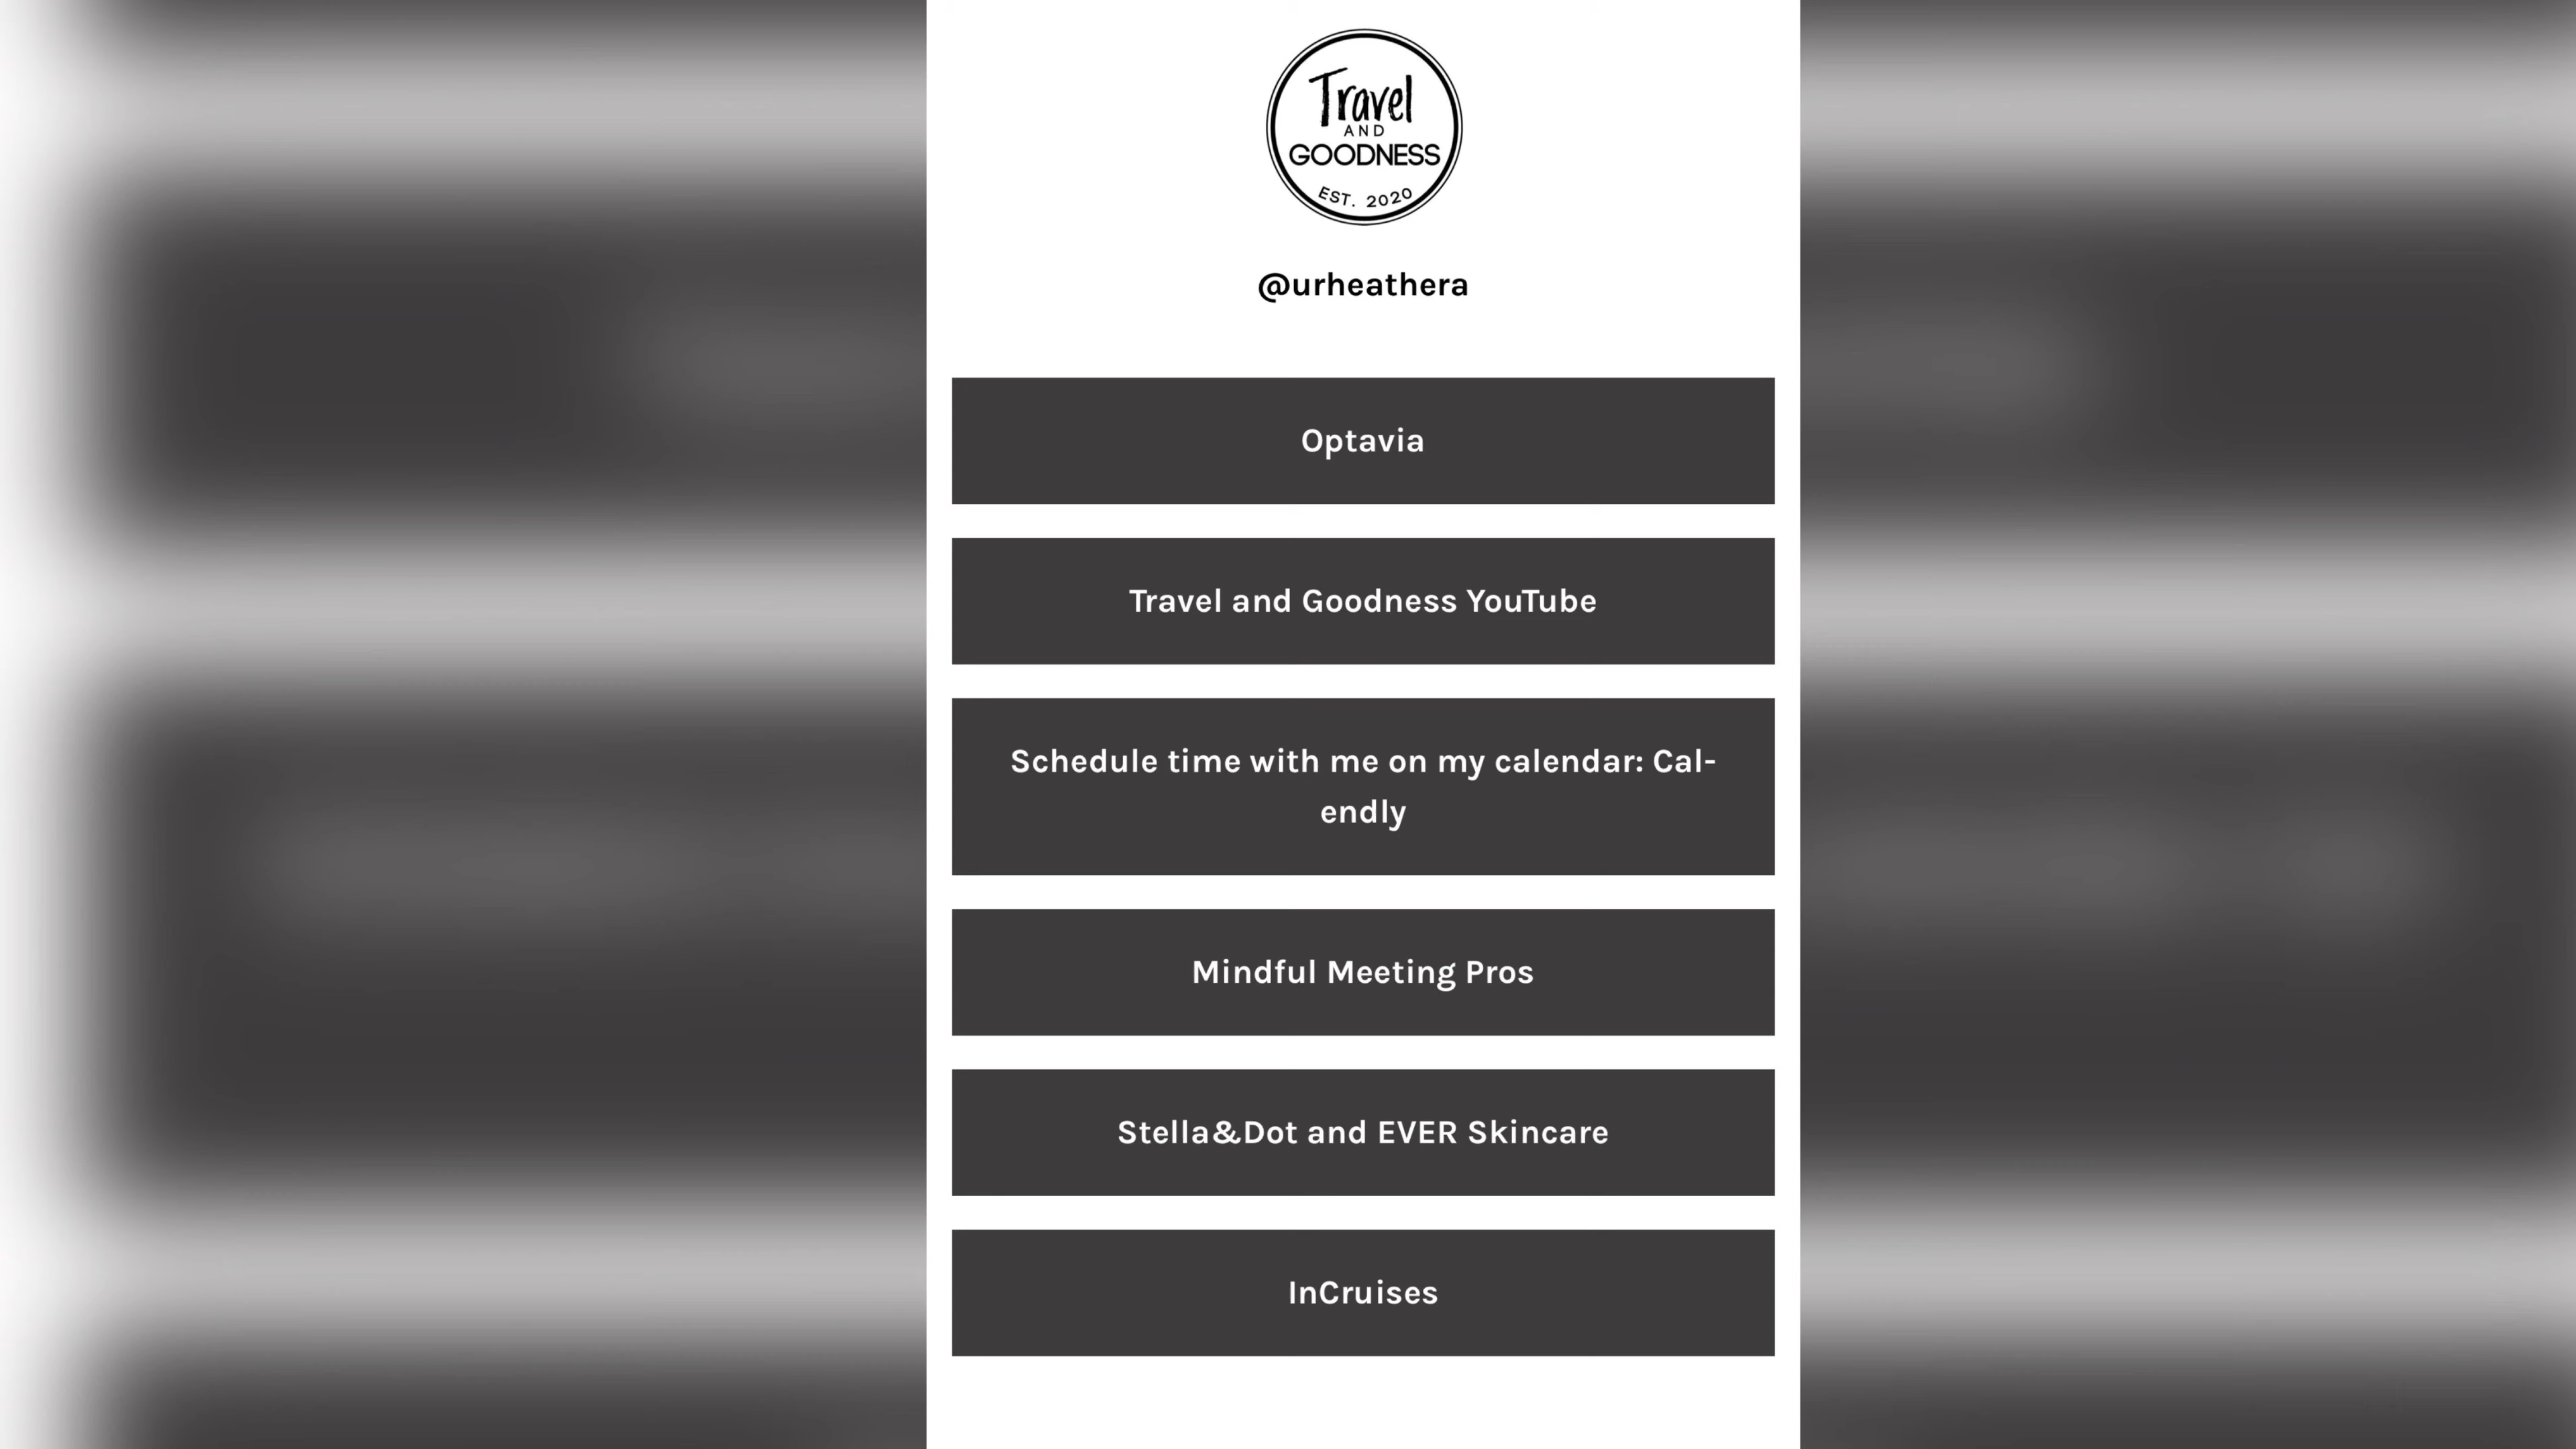 Travel
AND
GOODNESS
EST. 2020
@urheathera
Optavia
Travel and Goodness YouTube
Schedule time with me on my calendar: Cal-
endly
Mindful Meeting Pros
Stella&Dot and EVER Skincare
InCruises